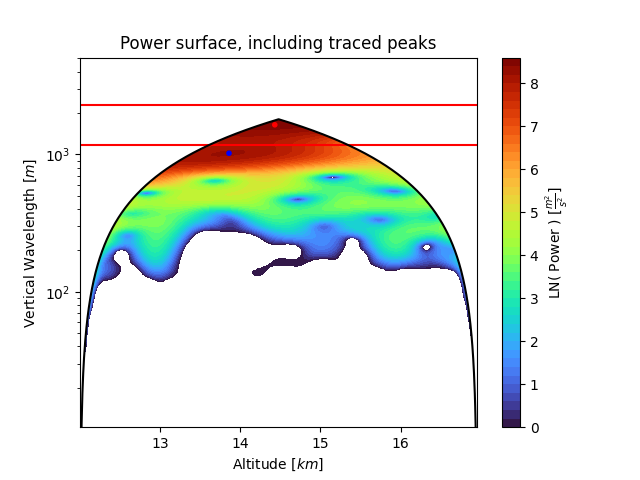 Power surface, including traced peaks
Vertical Wavelength [m]
10³
10²
13 14 15 16
Altitude [km]
8
7
6
5
4
3
2
1
0
LN( Power ) [m²/s²]